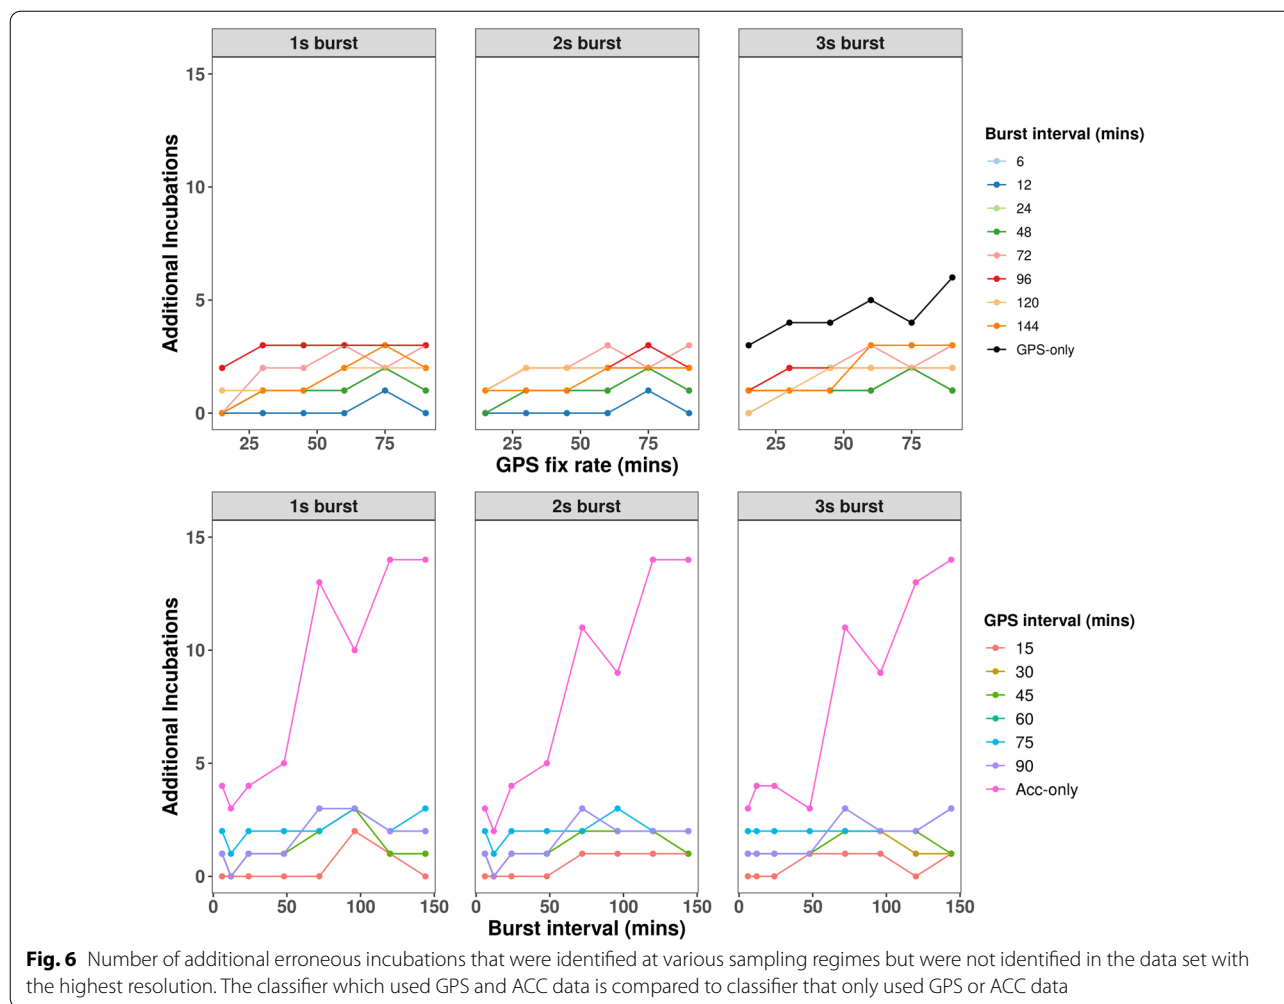 1s burst 2s burst 3s burst
15
10
5
0
Additional Incubations
25 50 75 25 50 75 25 50 75
GPS fix rate (mins)
Burst interval (mins)
6
12
24
48
72
96
120
144
GPS-only
1s burst 2s burst 3s burst
15
10
5
0
Additional Incubations
0 50 100 150 0 50 100 150 0 50 100 150
Burst interval (mins)
GPS interval (mins)
15
30
45
60
75
90
Acc-only
Fig. 6 Number of additional erroneous incubations that were identified at various sampling regimes but were not identified in the data set with
the highest resolution. The classifier which used GPS and ACC data is compared to classifier that only used GPS or ACC data